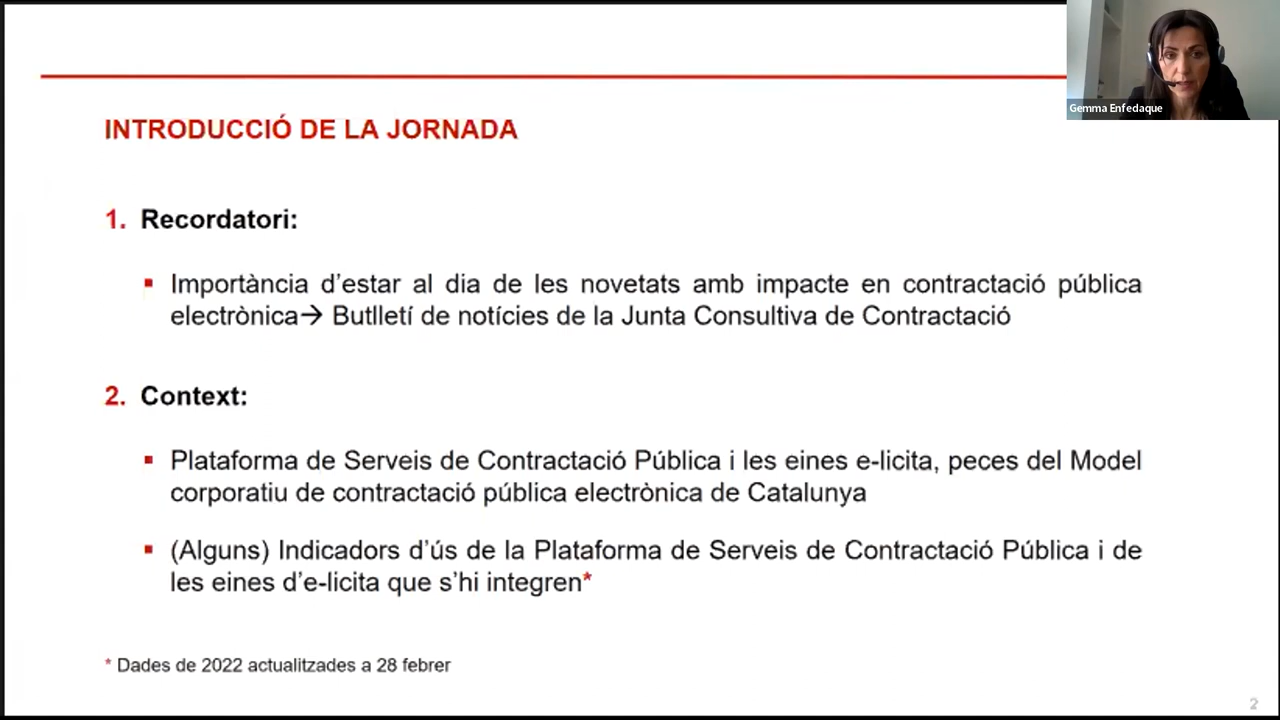 Gemma Enfedaque
INTRODUCCIÓ DE LA JORNADA
1. Recordatori:
▪ Importància d’estar al dia de les novetats amb impacte en contractació pública
electrònica→ Butlletí de notícies de la Junta Consultiva de Contractació
2. Context:
▪ Plataforma de Serveis de Contractació Pública i les eines e-licita, peces del Model
corporatiu de contractació pública electrònica de Catalunya
▪ (Alguns) Indicadors d’ús de la Plataforma de Serveis de Contractació Pública i de
les eines d’e-licita que s’hi integren*
* Dades de 2022 actualitzades a 28 febrer
2